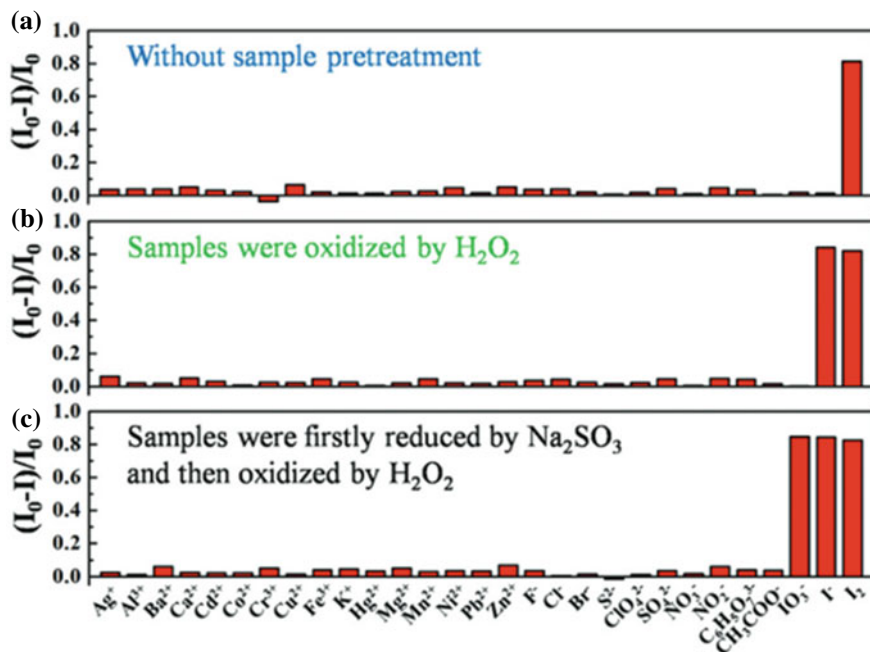 (a)
1.0
0.8
0.6
0.4
0.2
0.0
(I₀-I)/I₀
Without sample pretreatment
(b)
1.0
0.8
0.6
0.4
0.2
0.0
(I₀-I)/I₀
Samples were oxidized by H₂O₂
(c)
1.0
0.8
0.6
0.4
0.2
0.0
(I₀-I)/I₀
Samples were firstly reduced by Na₂SO₃
and then oxidized by H₂O₂
Ag⁺ Al³⁺ Ba²⁺ Ca²⁺ Cd²⁺ Co²⁺ Cr³⁺ Cu²⁺ Fe³⁺ K⁺ Hg²⁺ Mg²⁺ Mn²⁺ Ni²⁺ Pb²⁺ Zn²⁺ F⁻ Cl⁻ Br⁻ S²⁻ ClO₄²⁻ SO₄²⁻ NO₃⁻ NO₂⁻ C₆H₅O₇³⁻ CH₃COO⁻ IO₃⁻ I⁻ I₂